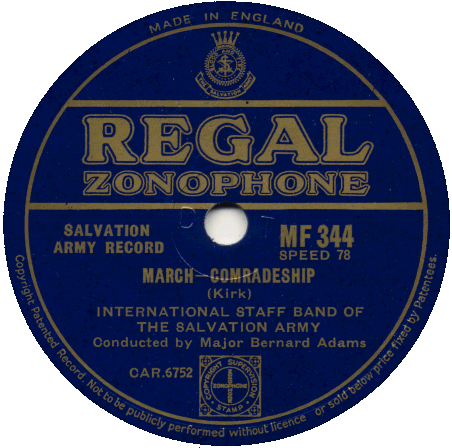 MADE IN ENGLAND
THE SALVATION ARMY
REGAL
ZONOPHONE
SALVATION
ARMY RECORD
MF 344
SPEED 78
MARCH—COMRADESHIP
(Kirk)
INTERNATIONAL STAFF BAND OF
THE SALVATION ARMY
Conducted by Major Bernard Adams
CAR.6752
COPYRIGHT SUPERVISION
ZONOPHONE
STAMP
Copyright Patented Record. Not to be publicly performed without licence or sold below price fixed by Patentees.